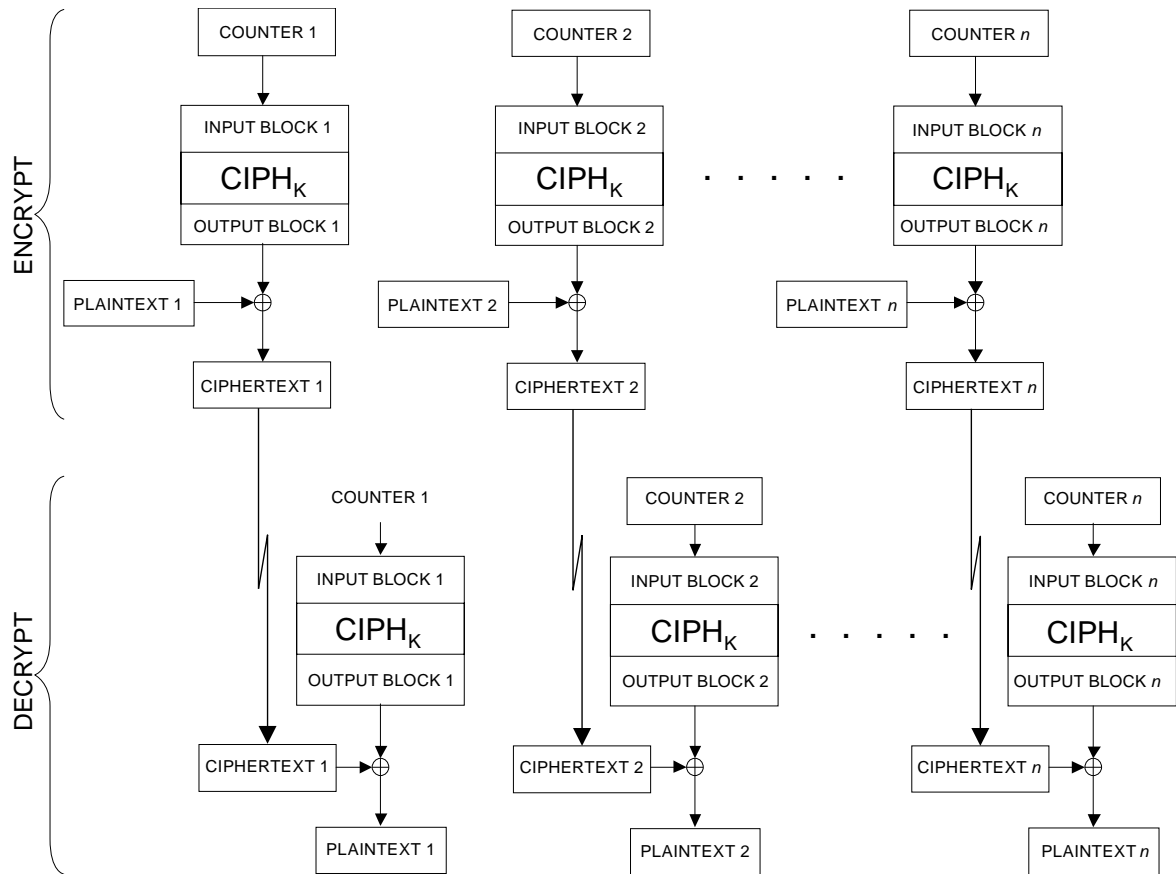 ENCRYPT
COUNTER 1
COUNTER 2
COUNTER n
INPUT BLOCK 1
INPUT BLOCK 2
INPUT BLOCK n
CIPHK
CIPHK
CIPHK
OUTPUT BLOCK 1
OUTPUT BLOCK 2
OUTPUT BLOCK n
PLAINTEXT 1
PLAINTEXT 2
PLAINTEXT n
CIPHERTEXT 1
CIPHERTEXT 2
CIPHERTEXT n
DECRYPT
COUNTER 1
COUNTER 2
COUNTER n
INPUT BLOCK 1
INPUT BLOCK 2
INPUT BLOCK n
CIPHK
CIPHK
CIPHK
OUTPUT BLOCK 1
OUTPUT BLOCK 2
OUTPUT BLOCK n
CIPHERTEXT 1
CIPHERTEXT 2
CIPHERTEXT n
PLAINTEXT 1
PLAINTEXT 2
PLAINTEXT n